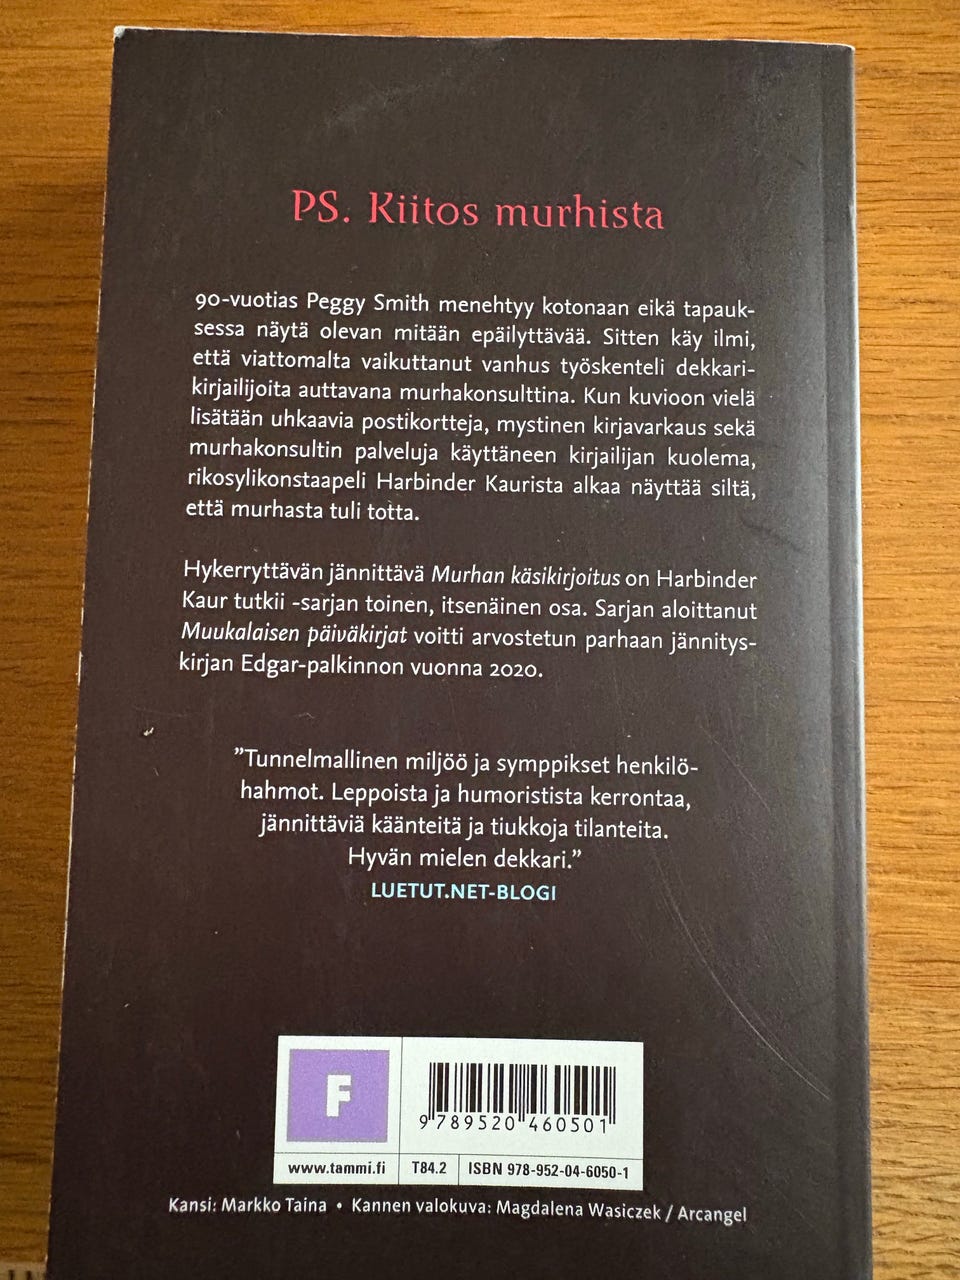 PS. Kiitos murhista
90-vuotias Peggy Smith menehtyy kotonaan eikä tapauk-
sessa näytä olevan mitään epäilyttävää. Sitten käy ilmi,
että viattomalta vaikuttanut vanhus työskenteli dekkari-
kirjailijoita auttavana murhakonsulttina. Kun kuvioon vielä
lisätään uhkaavia postikortteja, mystinen kirjavarkaus sekä
murhakonsultin palveluja käyttäneen kirjailijan kuolema,
rikosylikonstaapeli Harbinder Kaurista alkaa näyttää siltä,
että murhasta tuli totta.
Hykerryttävän jännittävä Murhan käsikirjoitus on Harbinder
Kaur tutkii -sarjan toinen, itsenäinen osa. Sarjan aloittanut
Muukalaisen päiväkirjat voitti arvostetun parhaan jännitys-
kirjan Edgar-palkinnon vuonna 2020.
”Tunnelmallinen miljöö ja symppikset henkilö-
hahmot. Leppoista ja humoristista kerrontaa,
jännittäviä käänteitä ja tiukkoja tilanteita.
Hyvän mielen dekkari.”
LUETUT.NET-BLOGI
F
9 789520 460501
www.tammi.fi T84.2 ISBN 978-952-04-6050-1
Kansi: Markko Taina • Kannen valokuva: Magdalena Wasiczek / Arcangel